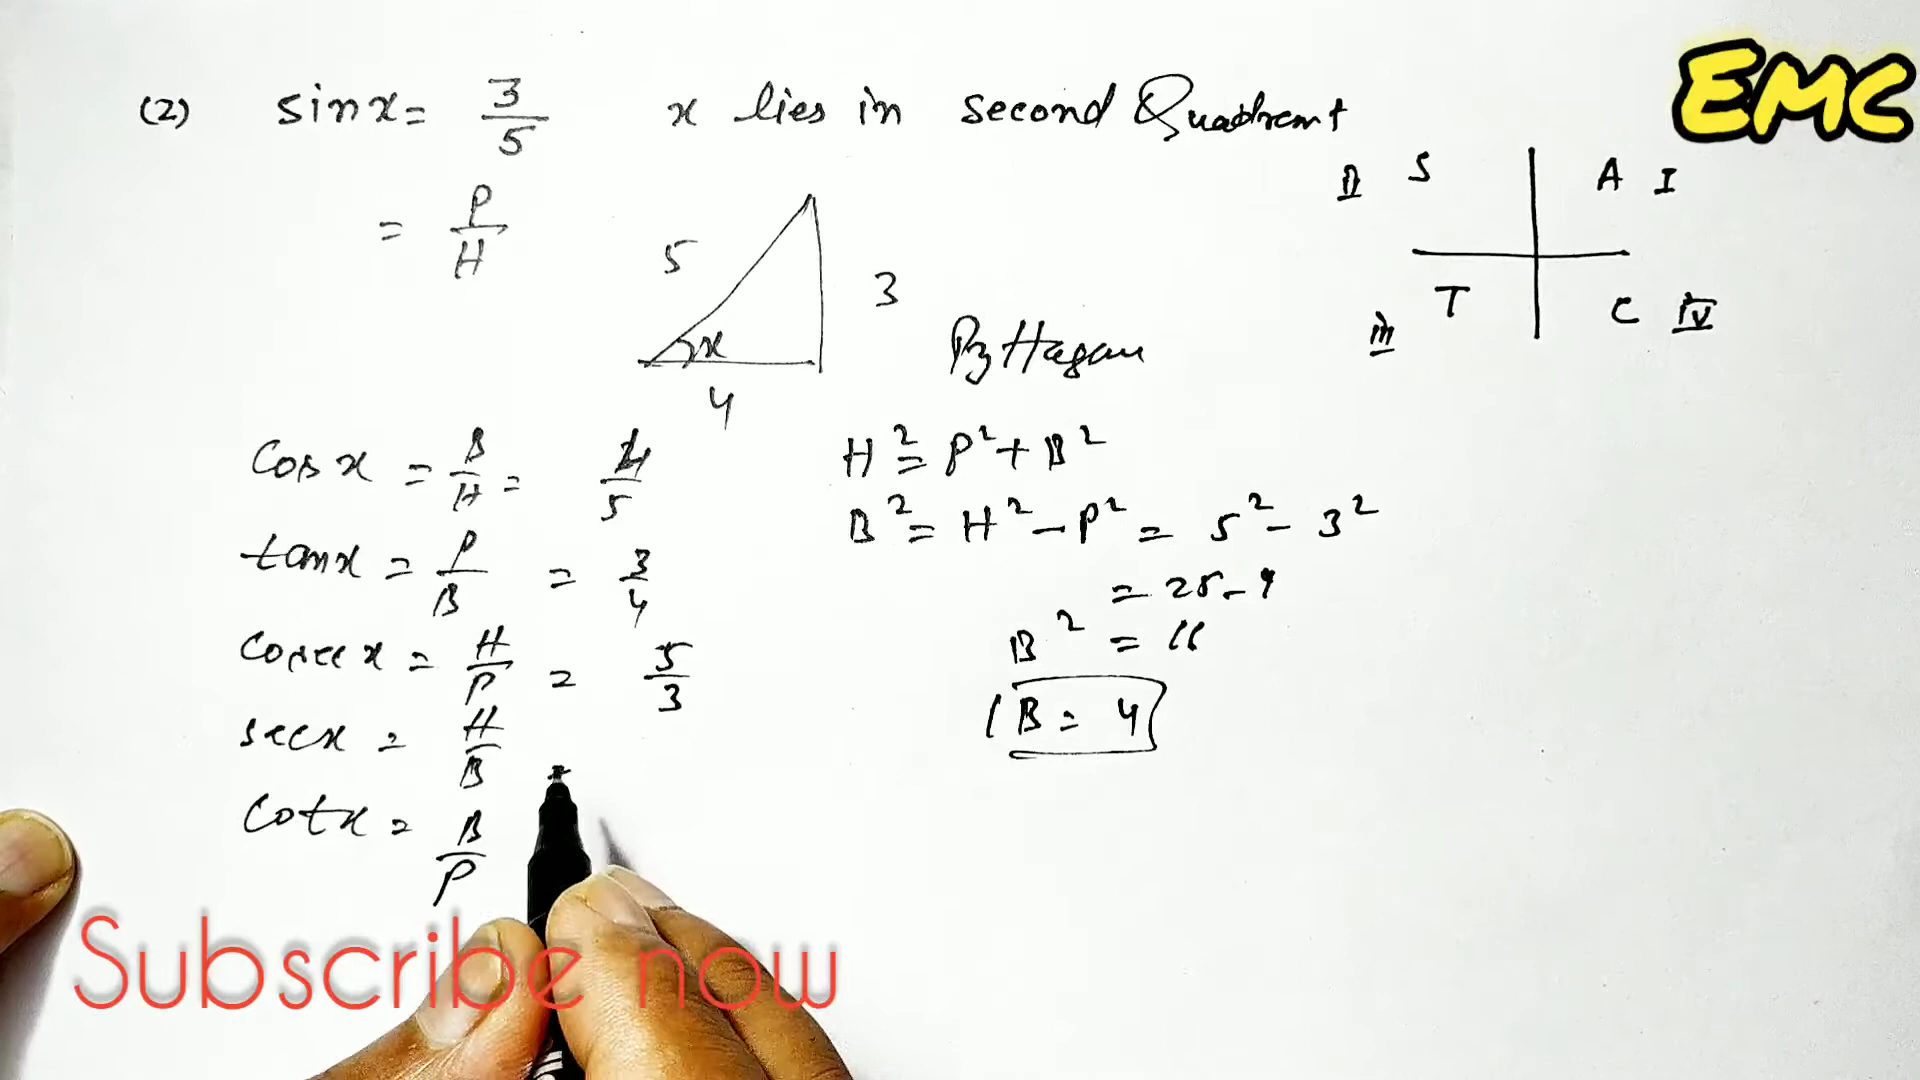 EMC
(2) sinx = 3/5 x lies in second Quadrant
= P/H
II S A I
III T C IV
5 3
x
4
H² = P² + B²
B² = H² - P² = 5² - 3²
= 25 - 9
B² = 16
B = 4
Cos x = B/H = 4/5
tanx = P/B = 3/4
Cosec x = H/P = 5/3
secx = H/B =
Cotx = B/P
Subscribe now